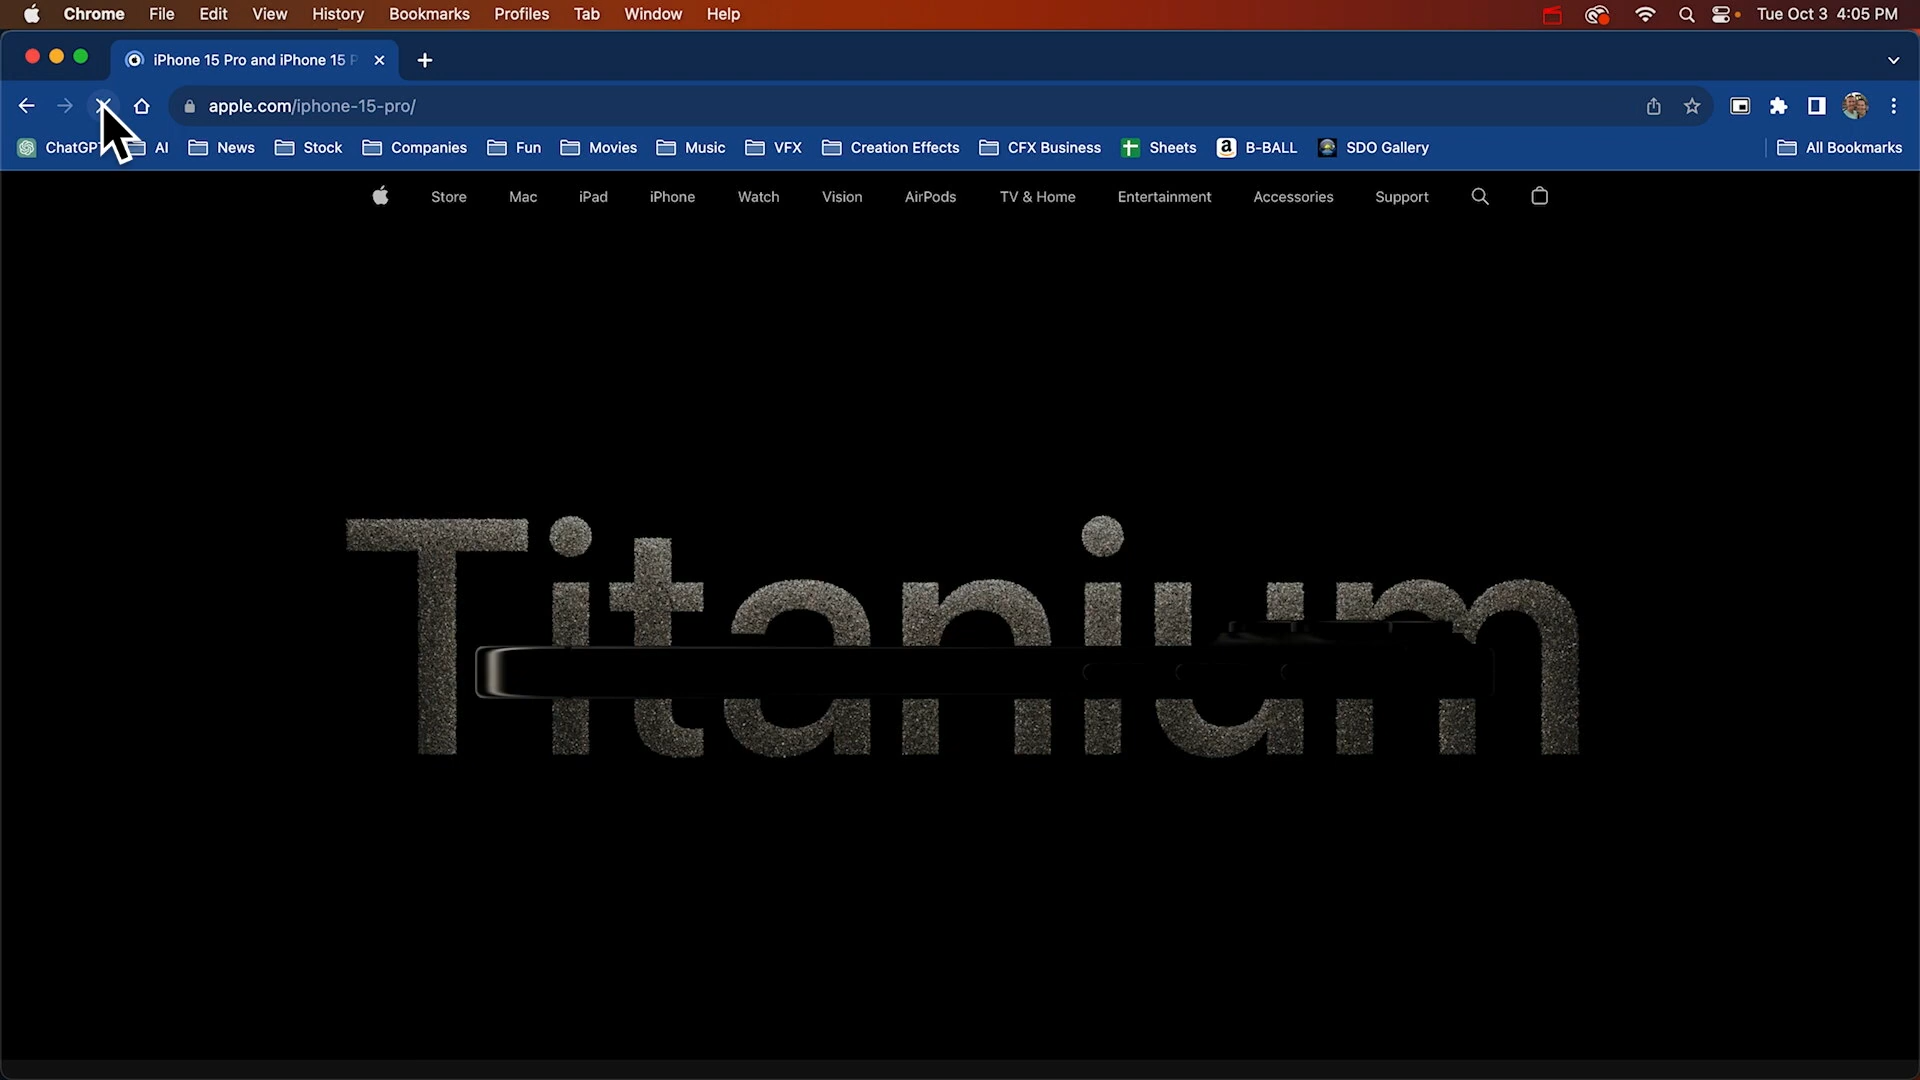 Chrome File Edit View History Bookmarks Profiles Tab Window Help Tue Oct 3 4:05 PM
iPhone 15 Pro and iPhone 15 P
apple.com/iphone-15-pro/
ChatGPT AI News Stock Companies Fun Movies Music VFX Creation Effects CFX Business Sheets B-BALL SDO Gallery All Bookmarks
Store Mac iPad iPhone Watch Vision AirPods TV & Home Entertainment Accessories Support
Titanium